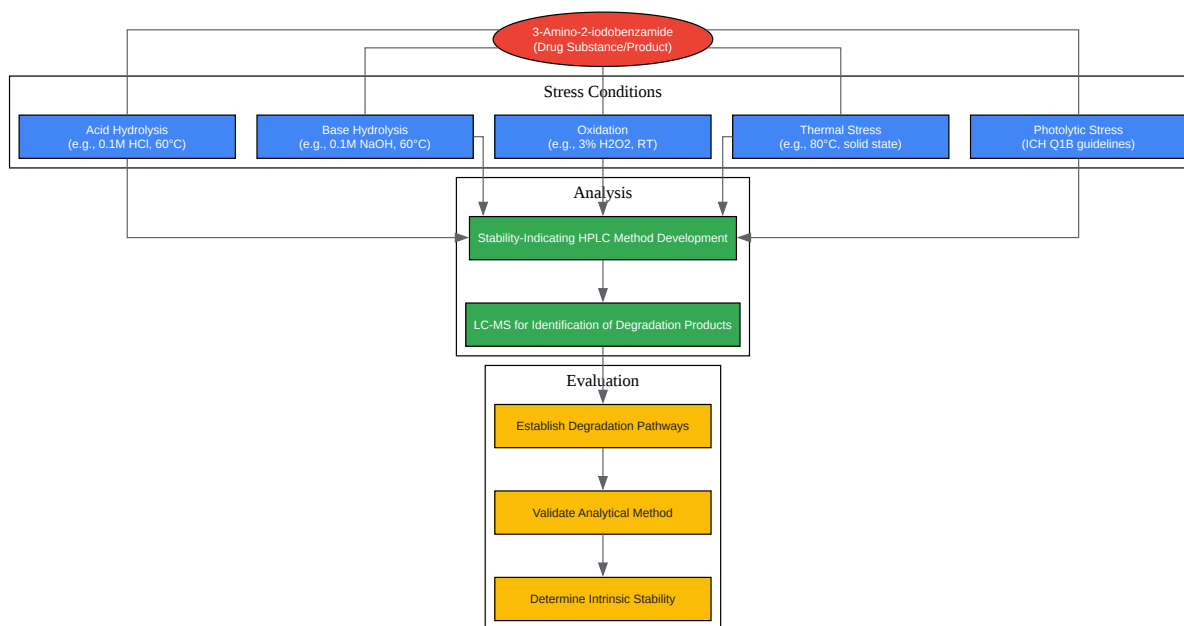 3-Amino-2-iodobenzamide
(Drug Substance/Product)
Stress Conditions
Acid Hydrolysis
(e.g., 0.1M HCl, 60°C)
Base Hydrolysis
(e.g., 0.1M NaOH, 60°C)
Oxidation
(e.g., 3% H2O2, RT)
Thermal Stress
(e.g., 80°C, solid state)
Photolytic Stress
(ICH Q1B guidelines)
Analysis
Stability-Indicating HPLC Method Development
LC-MS for Identification of Degradation Products
Evaluation
Establish Degradation Pathways
Validate Analytical Method
Determine Intrinsic Stability